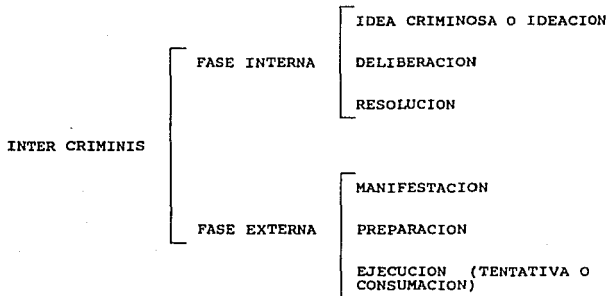 IDEA CRIMINOSA O IDEACION
FASE INTERNA
DELIBERACION
RESOLUCION
INTER CRIMINIS
MANIFESTACION
FASE EXTERNA
PREPARACION
EJECUCION (TENTATIVA O
CONSUMACION)